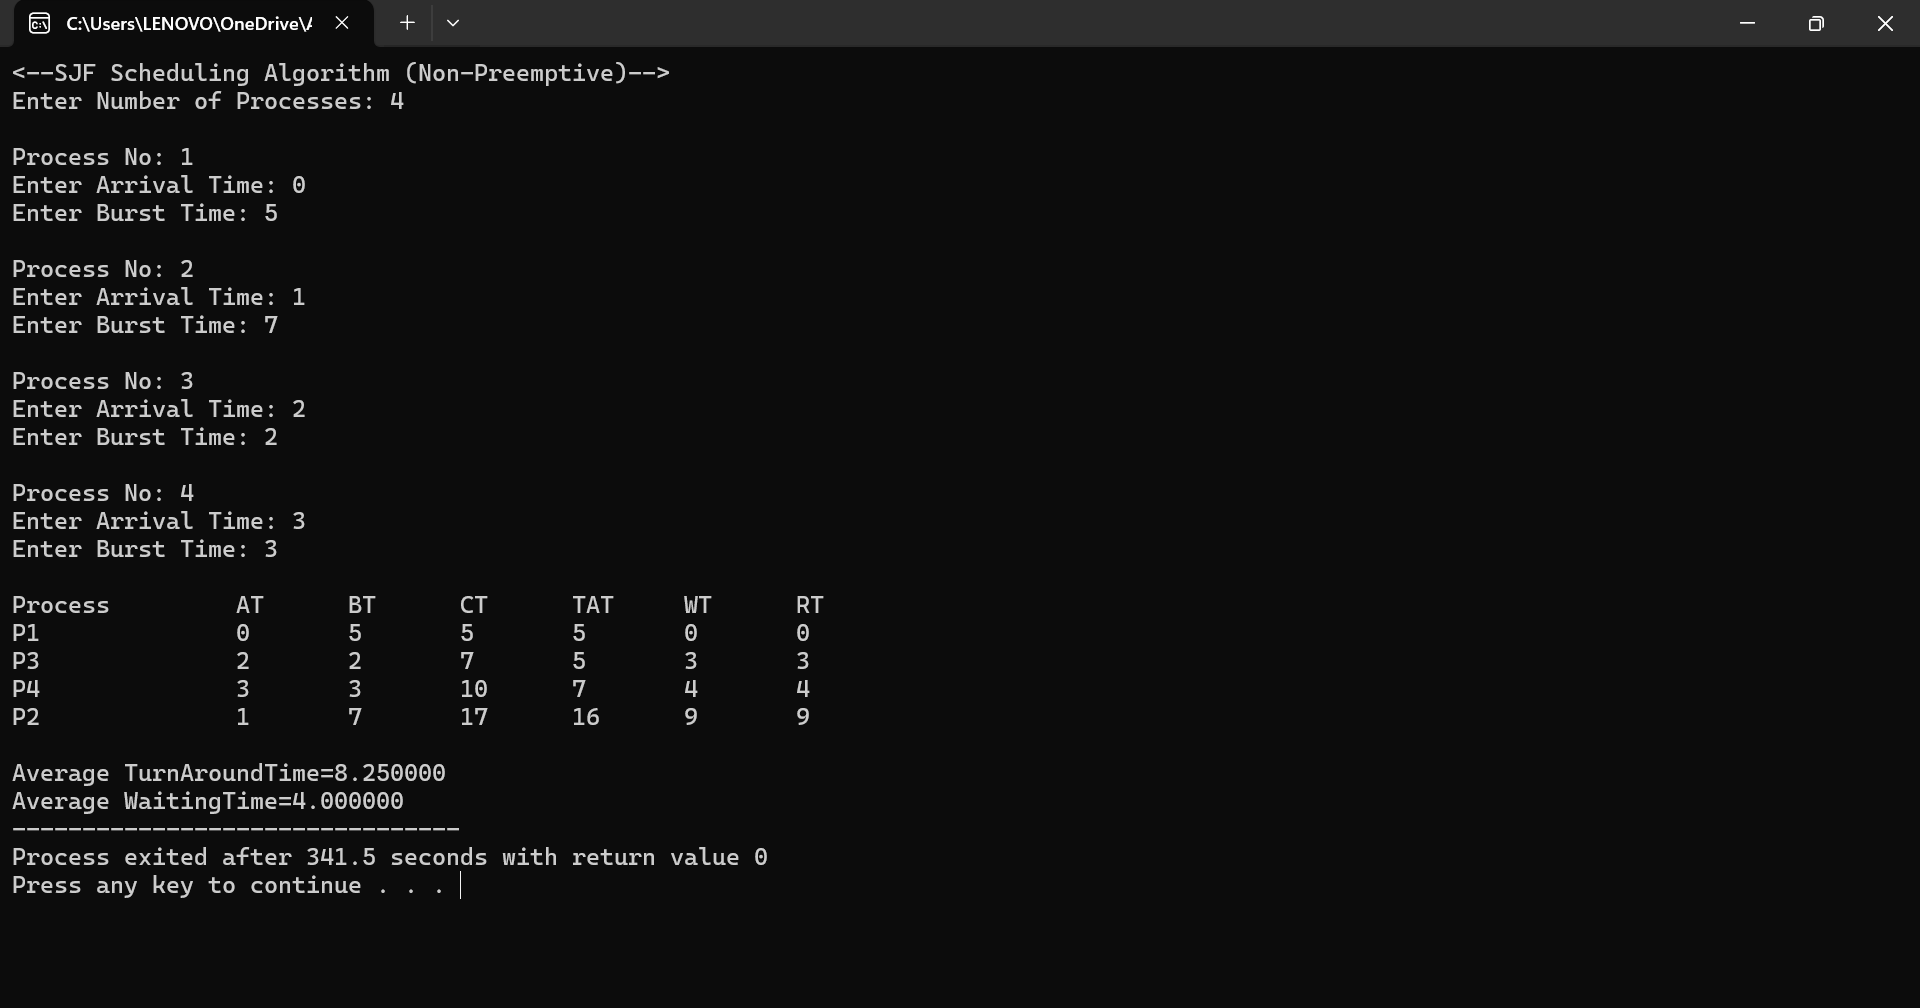 C:\Users\LENOVO\OneDrive\
<--SJF Scheduling Algorithm (Non-Preemptive)-->
Enter Number of Processes: 4
Process No: 1
Enter Arrival Time: 0
Enter Burst Time: 5
Process No: 2
Enter Arrival Time: 1
Enter Burst Time: 7
Process No: 3
Enter Arrival Time: 2
Enter Burst Time: 2
Process No: 4
Enter Arrival Time: 3
Enter Burst Time: 3
Process AT BT CT TAT WT RT
P1 0 5 5 5 0 0
P3 2 2 7 5 3 3
P4 3 3 10 7 4 4
P2 1 7 17 16 9 9
Average TurnAroundTime=8.250000
Average WaitingTime=4.000000
--------------------------------
Process exited after 341.5 seconds with return value 0
Press any key to continue . . .